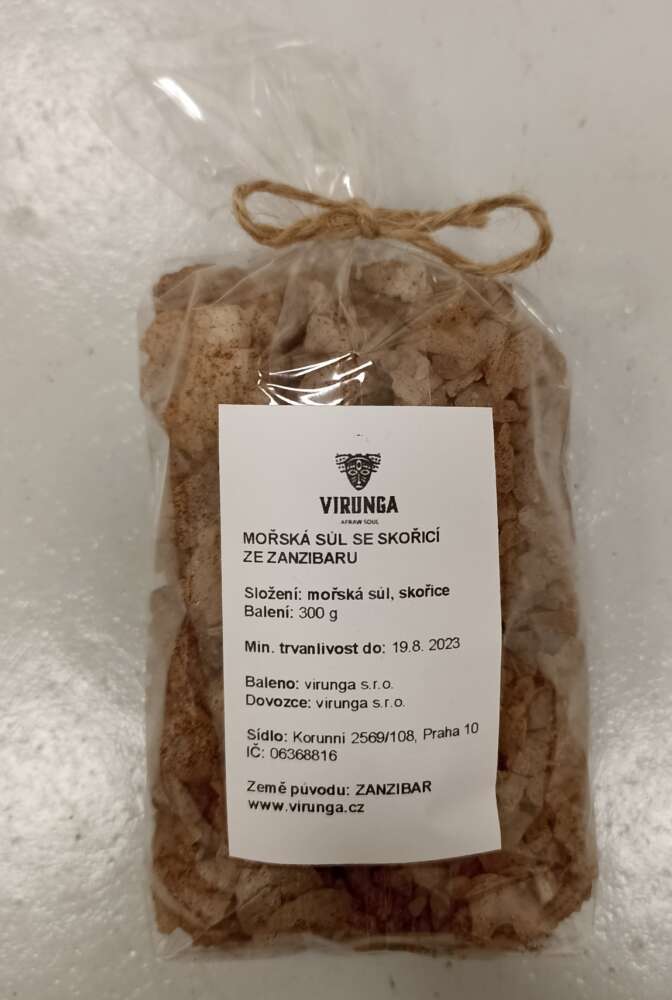 VIRUNGA
AFRAW SOUL
MOŘSKÁ SŮL SE SKOŘICÍ
ZE ZANZIBARU
Složení: mořská sůl, skořice
Balení: 300 g
Min. trvanlivost do: 19.8. 2023
Baleno: virunga s.r.o.
Dovozce: virunga s.r.o.
Sídlo: Korunní 2569/108, Praha 10
IČ: 06368816
Země původu: ZANZIBAR
www.virunga.cz